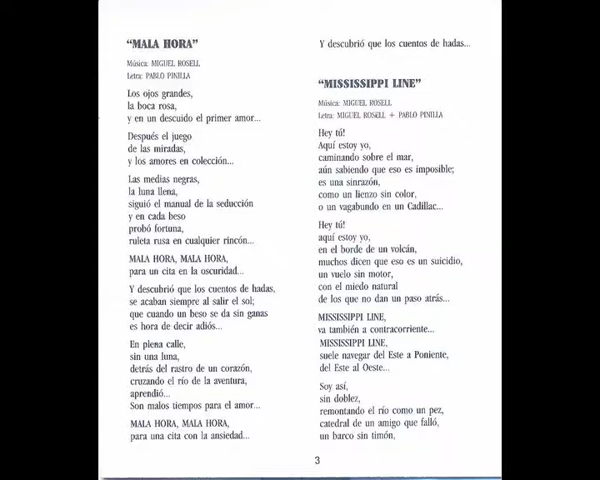 "MALA HORA"
Música: MIGUEL ROSELL
Letra: PABLO PINILLA
Los ojos grandes,
la boca rosa,
y en un descuido el primer amor...
Después el juego
de las miradas,
y los amores en colección...
Las medias negras,
la luna llena,
siguió el manual de la seducción
y en cada beso
probó fortuna,
ruleta rusa en cualquier rincón...
MALA HORA, MALA HORA,
para un cita en la oscuridad...
Y descubrió que los cuentos de hadas,
se acaban siempre al salir el sol;
que cuando un beso se da sin ganas
es hora de decir adiós...
En plena calle,
sin una luna,
detrás del rastro de un corazón,
cruzando el río de la aventura,
aprendió...
Son malos tiempos para el amor...
MALA HORA, MALA HORA,
para una cita con la ansiedad...
Y descubrió que los cuentos de hadas...
"MISSISSIPPI LINE"
Música: MIGUEL ROSELL
Letra: MIGUEL ROSELL + PABLO PINILLA
Hey tú!
Aquí estoy yo,
caminando sobre el mar,
aún sabiendo que eso es imposible;
es una sinrazón,
como un lienzo sin color,
o un vagabundo en un Cadillac...
Hey tú!
aquí estoy yo,
en el borde de un volcán,
muchos dicen que eso es un suicidio,
un vuelo sin motor,
con el miedo natural
de los que no dan un paso atrás...
MISSISSIPPI LINE,
va también a contracorriente...
MISSISSIPPI LINE,
suele navegar del Este a Poniente,
del Este al Oeste...
Soy así,
sin doblez,
remontando el río como un pez,
catedral de un amigo que falló,
un barco sin timón,
3